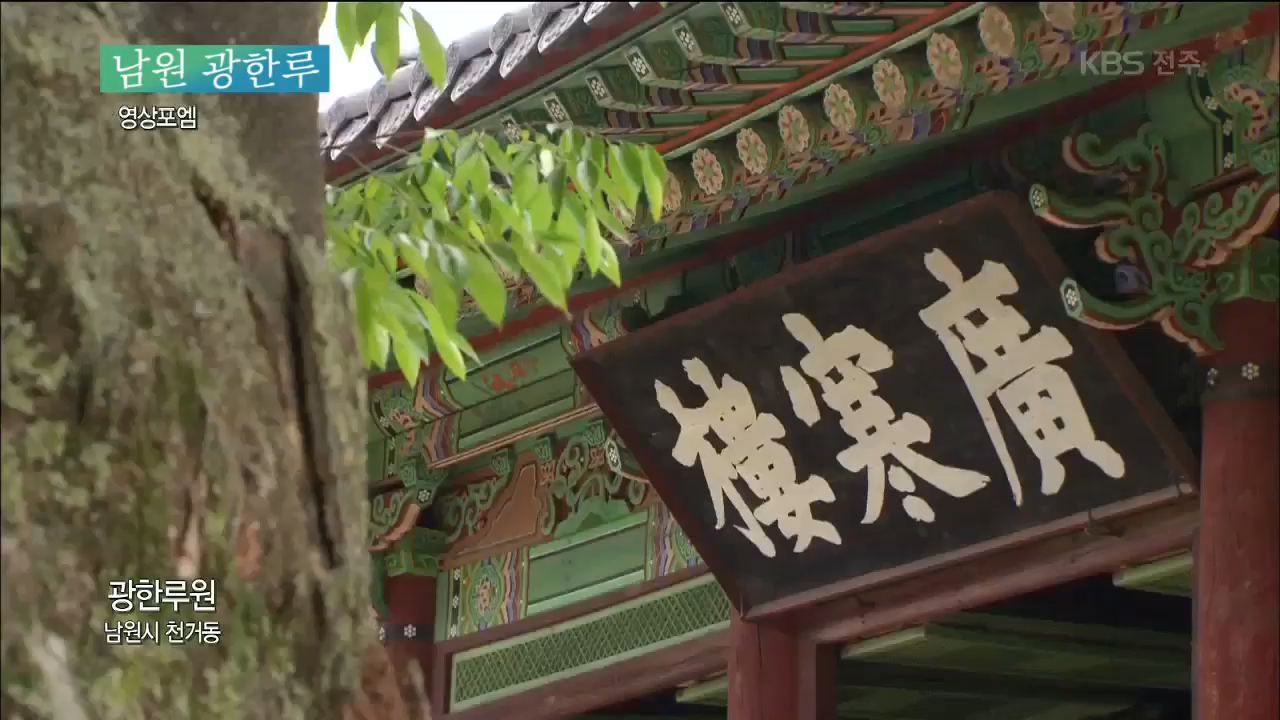 남원 광한루
영상포엠
KBS 전주
廣寒樓
광한루원
남원시 천거동